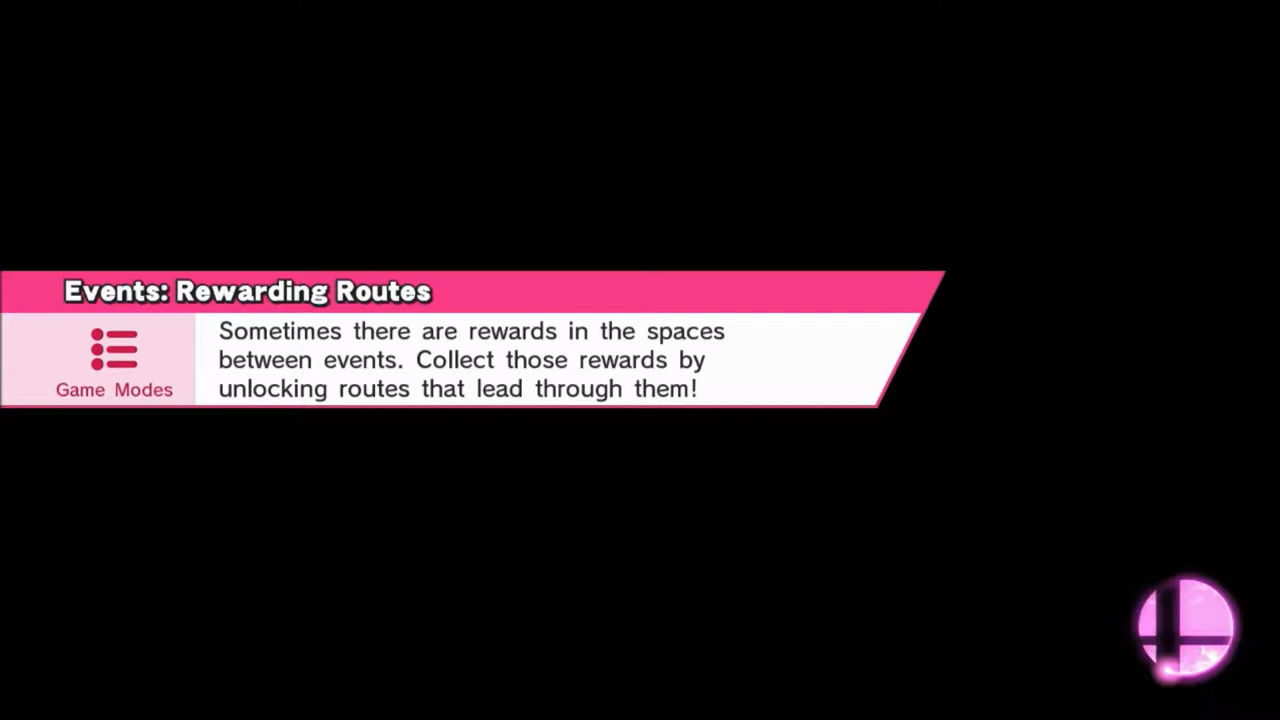 Events: Rewarding Routes
Game Modes
Sometimes there are rewards in the spaces
between events. Collect those rewards by
unlocking routes that lead through them!